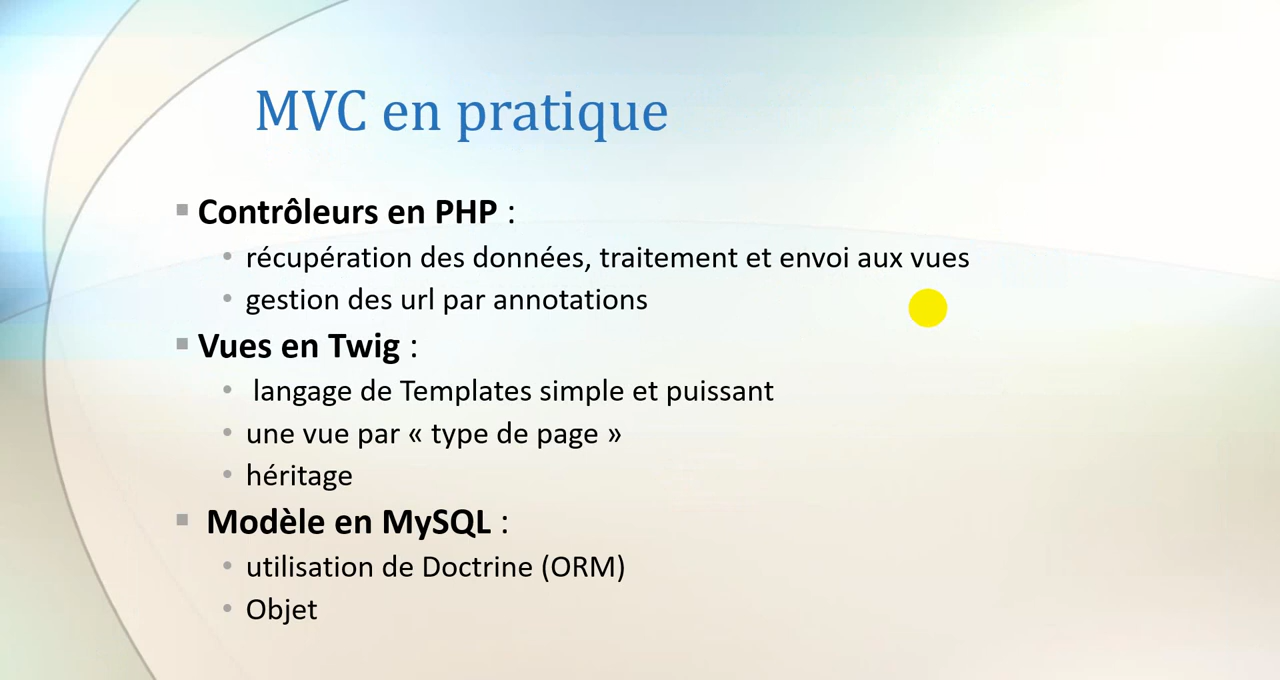 MVC en pratique
Contrôleurs en PHP :
récupération des données, traitement et envoi aux vues
gestion des url par annotations
Vues en Twig :
langage de Templates simple et puissant
une vue par « type de page »
héritage
Modèle en MySQL :
utilisation de Doctrine (ORM)
Objet